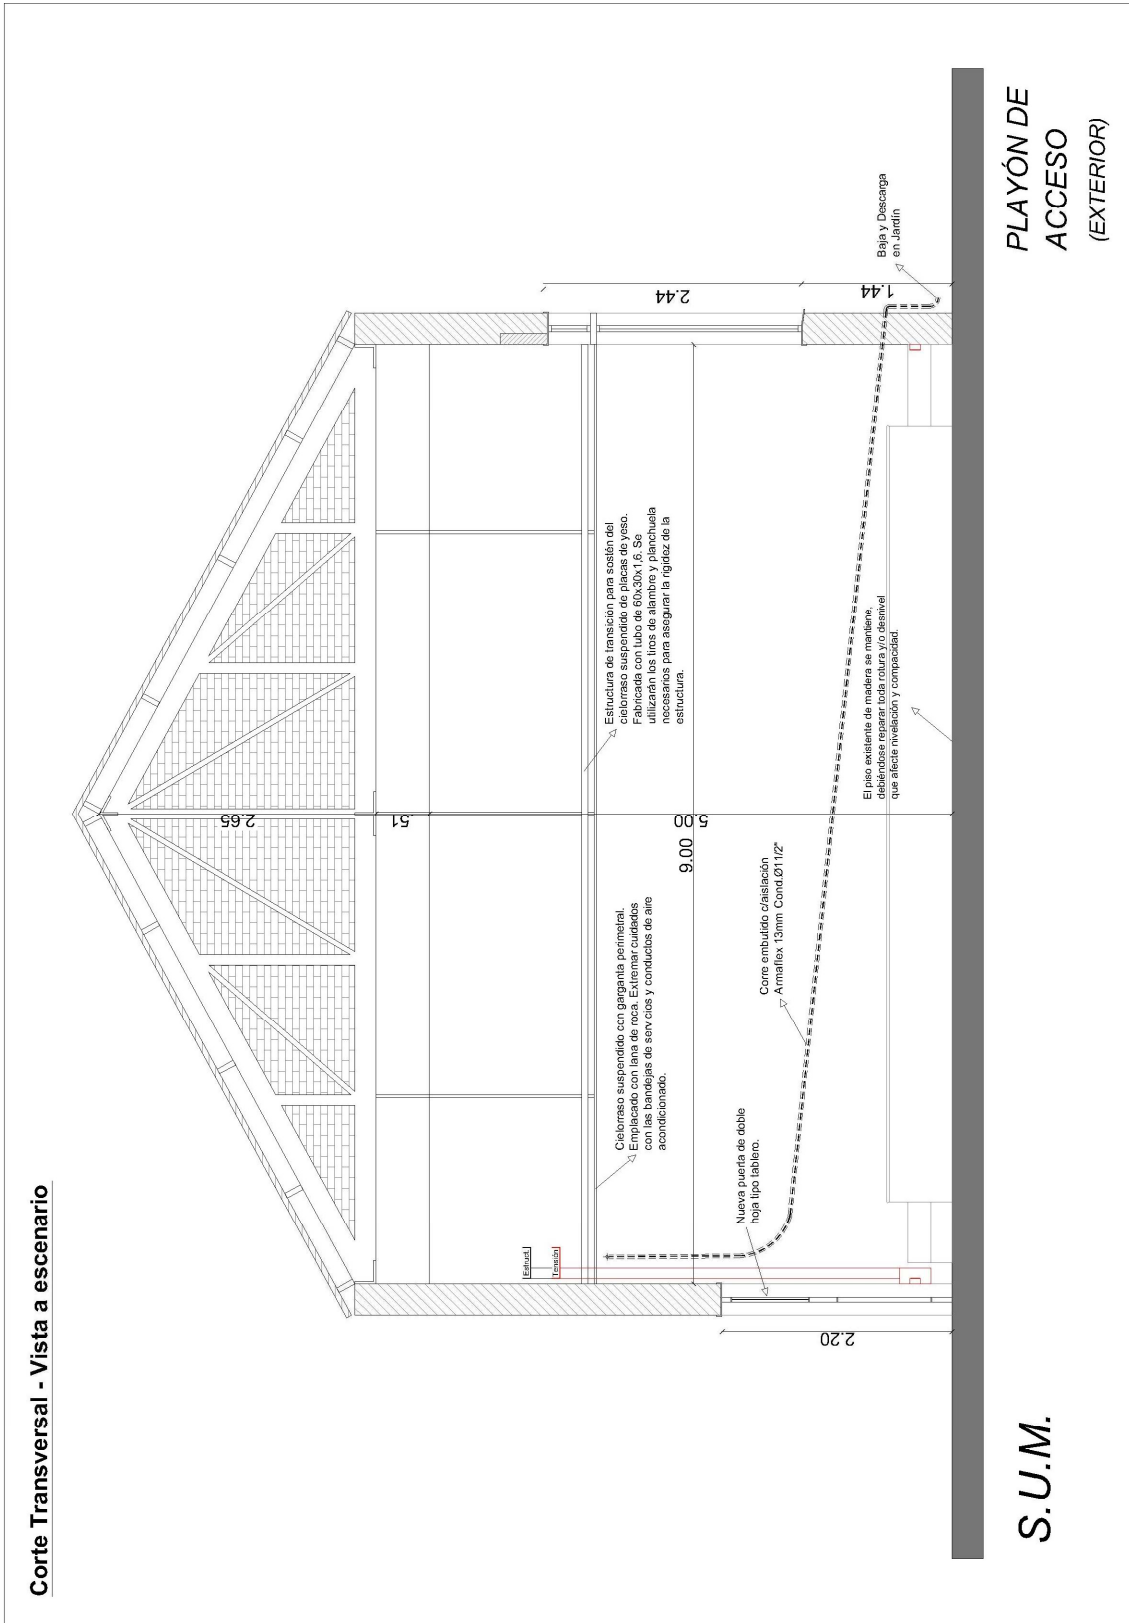 Corte Transversal - Vista a escenario
2.65
.51
5.00
9.00
2.44
1.44
2.20
Estruct.
Tensión
Estructura de transición para sostén del
cielorraso suspendido de placas de yeso.
Fabricada con tubo de 60x30x1,6. Se
utilizarán los tiros de alambre y planchuela
necesarios para asegurar la rigidez de la
estructura.
Cielorraso suspendido con garganta perimetral.
Emplacado con lana de roca. Extremar cuidados
con las bandejas de servicios y conductos de aire
acondicionado.
Nueva puerta de doble
hoja tipo tablero.
Corre embutido c/aislación
Armaflex 13mm Cond.Ø11/2"
El piso existente de madera se mantiene,
debiéndose reparar toda rotura y/o desnivel
que afecte nivelación y compacidad.
Baja y Descarga
en Jardín
S.U.M.
PLAYÓN DE
ACCESO
(EXTERIOR)